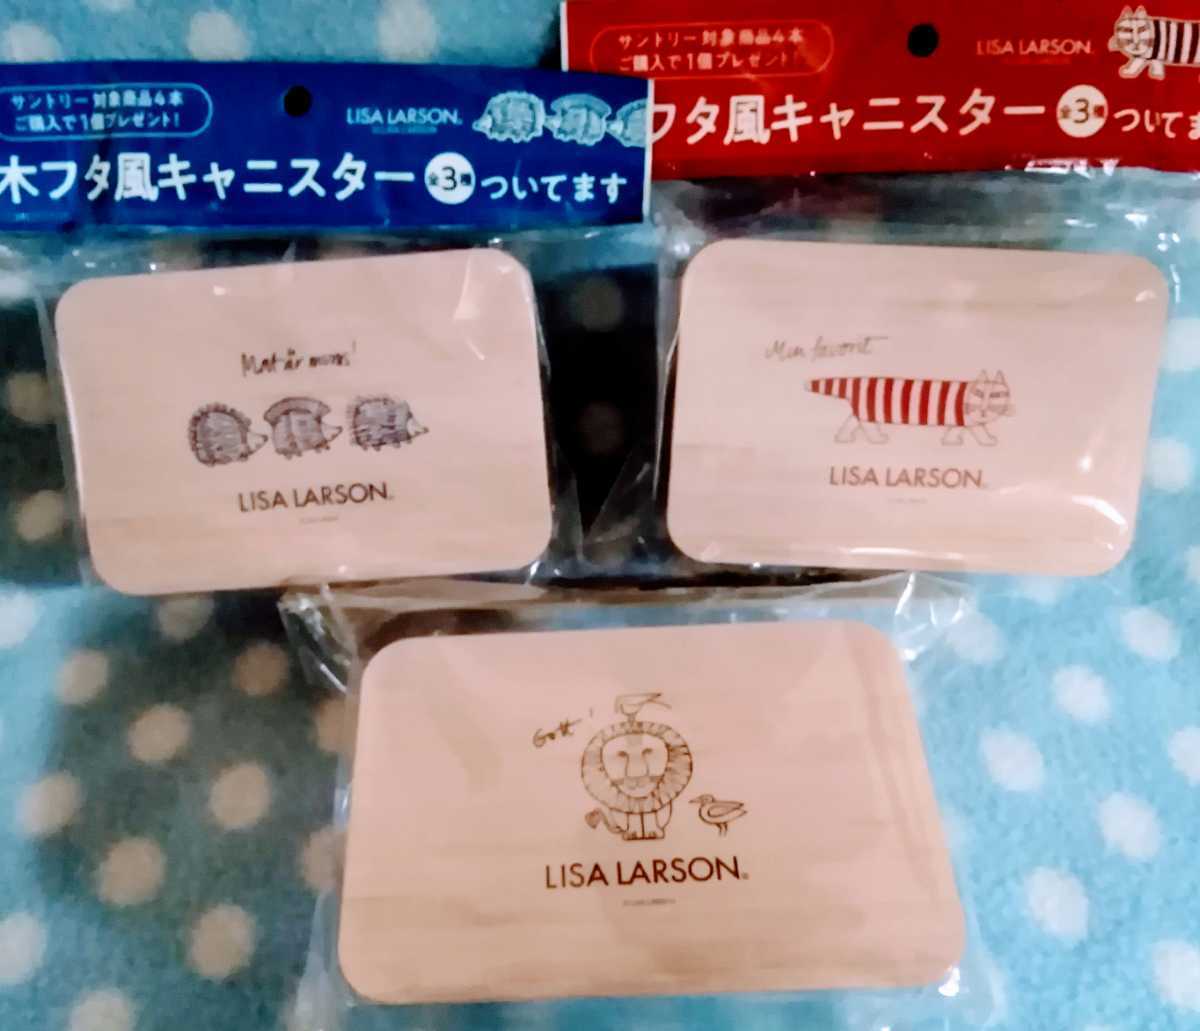 サントリー対象商品4本
ご購入で1個プレゼント!
LISA LARSON
木フタ風キャニスター 全3種 ついてます
サントリー対象商品4本
ご購入で1個プレゼント!
LISA LARSON
フタ風キャニスター 全3種 ついてま
Mat är mums!
LISA LARSON
Min favorit
LISA LARSON
Gott!
LISA LARSON